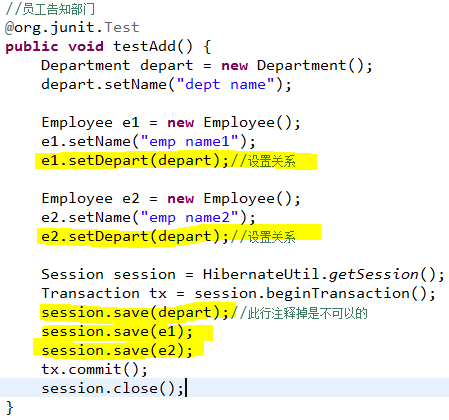 //员工告知部门
@org.junit.Test
public void testAdd() {
Department depart = new Department();
depart.setName("dept name");
Employee e1 = new Employee();
e1.setName("emp name1");
e1.setDepart(depart);//设置关系
Employee e2 = new Employee();
e2.setName("emp name2");
e2.setDepart(depart);//设置关系
Session session = HibernateUtil.getSession();
Transaction tx = session.beginTransaction();
session.save(depart);//此行注释掉是不可以的
session.save(e1);
session.save(e2);
tx.commit();
session.close();
}